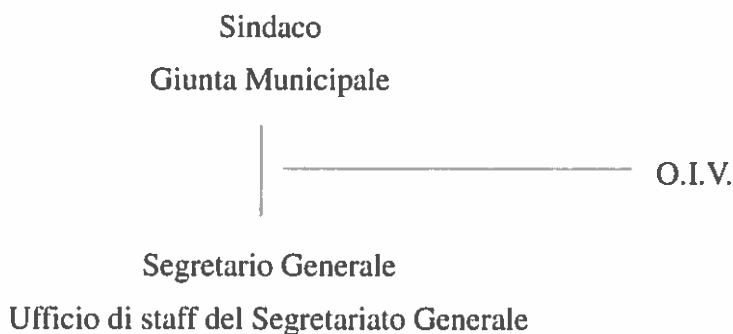 Sindaco
Giunta Municipale
O.I.V.
Segretario Generale
Ufficio di staff del Segretariato Generale